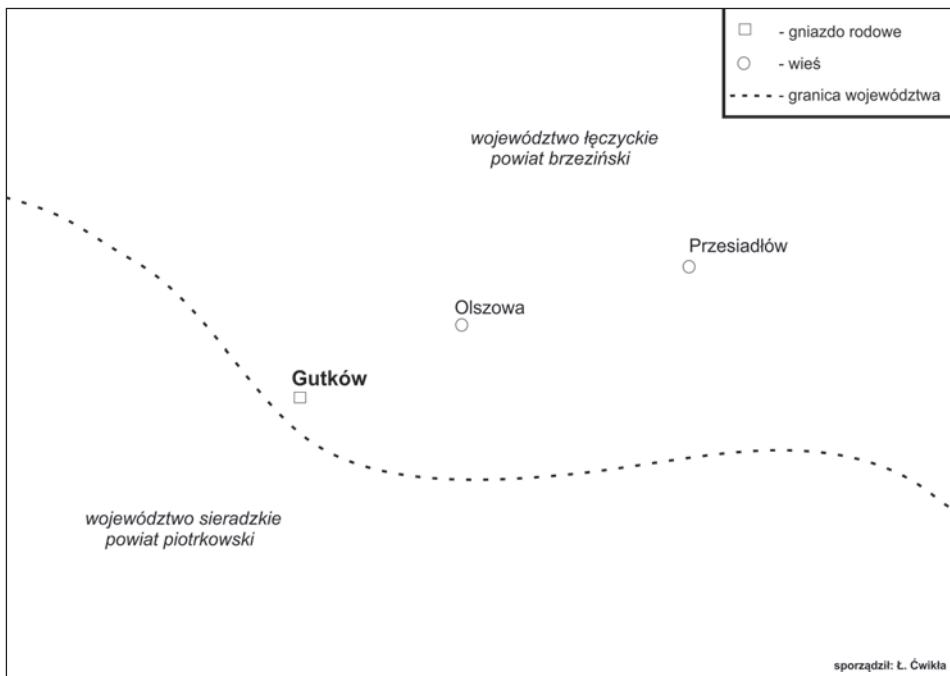 - gniazdo rodowe
- wieś
- granica województwa
województwo łęczyckie
powiat brzeziński
Przesiadłów
Olszowa
Gutków
województwo sieradzkie
powiat piotrkowski
sporządził: Ł. Ćwikła